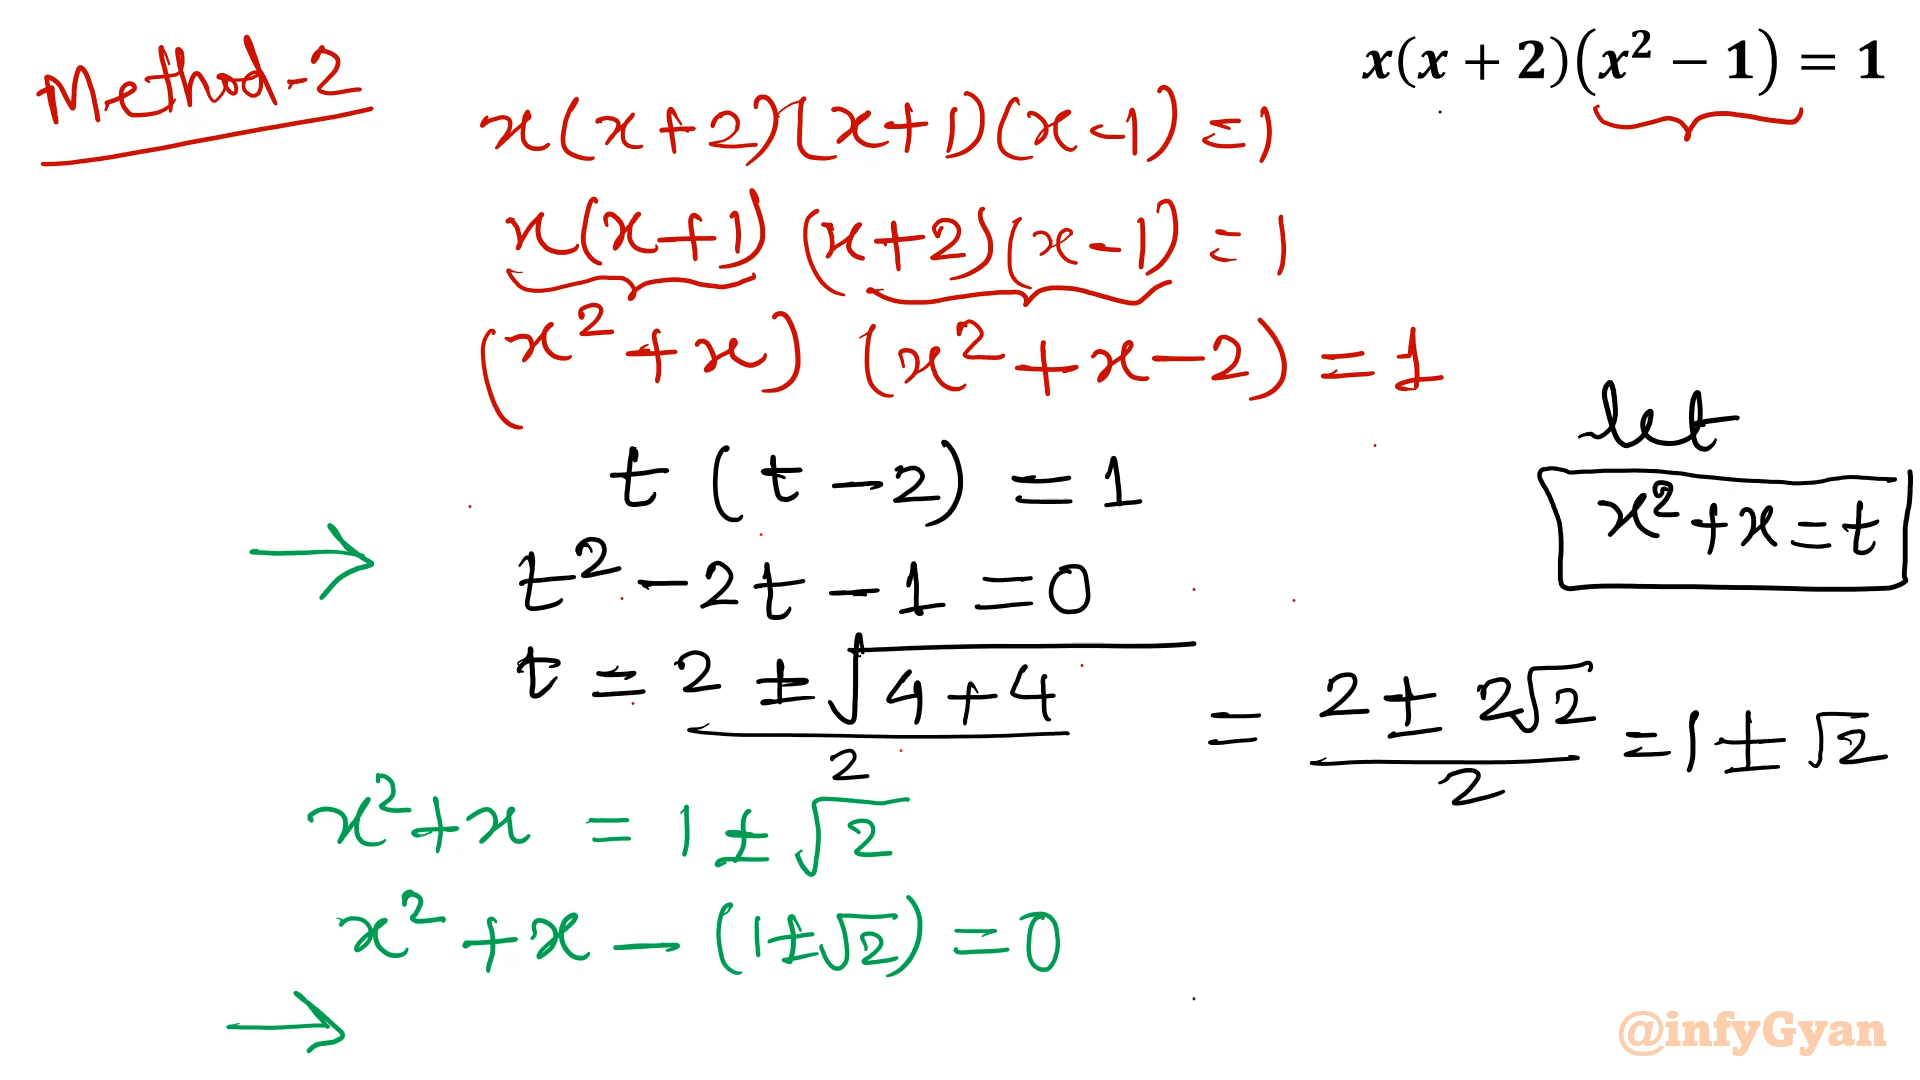 Method-2
x(x + 2)(x² − 1) = 1
x(x+2)(x+1)(x-1)=1
x(x+1) (x+2)(x-1)=1
(x²+x) (x²+x-2)=1
let
x²+x=t
t(t-2)=1
→
t²-2t-1=0
t = (2±√(4+4))/2 = (2±2√2)/2 = 1±√2
x²+x = 1±√2
x²+x-(1±√2)=0
→
@infyGyan